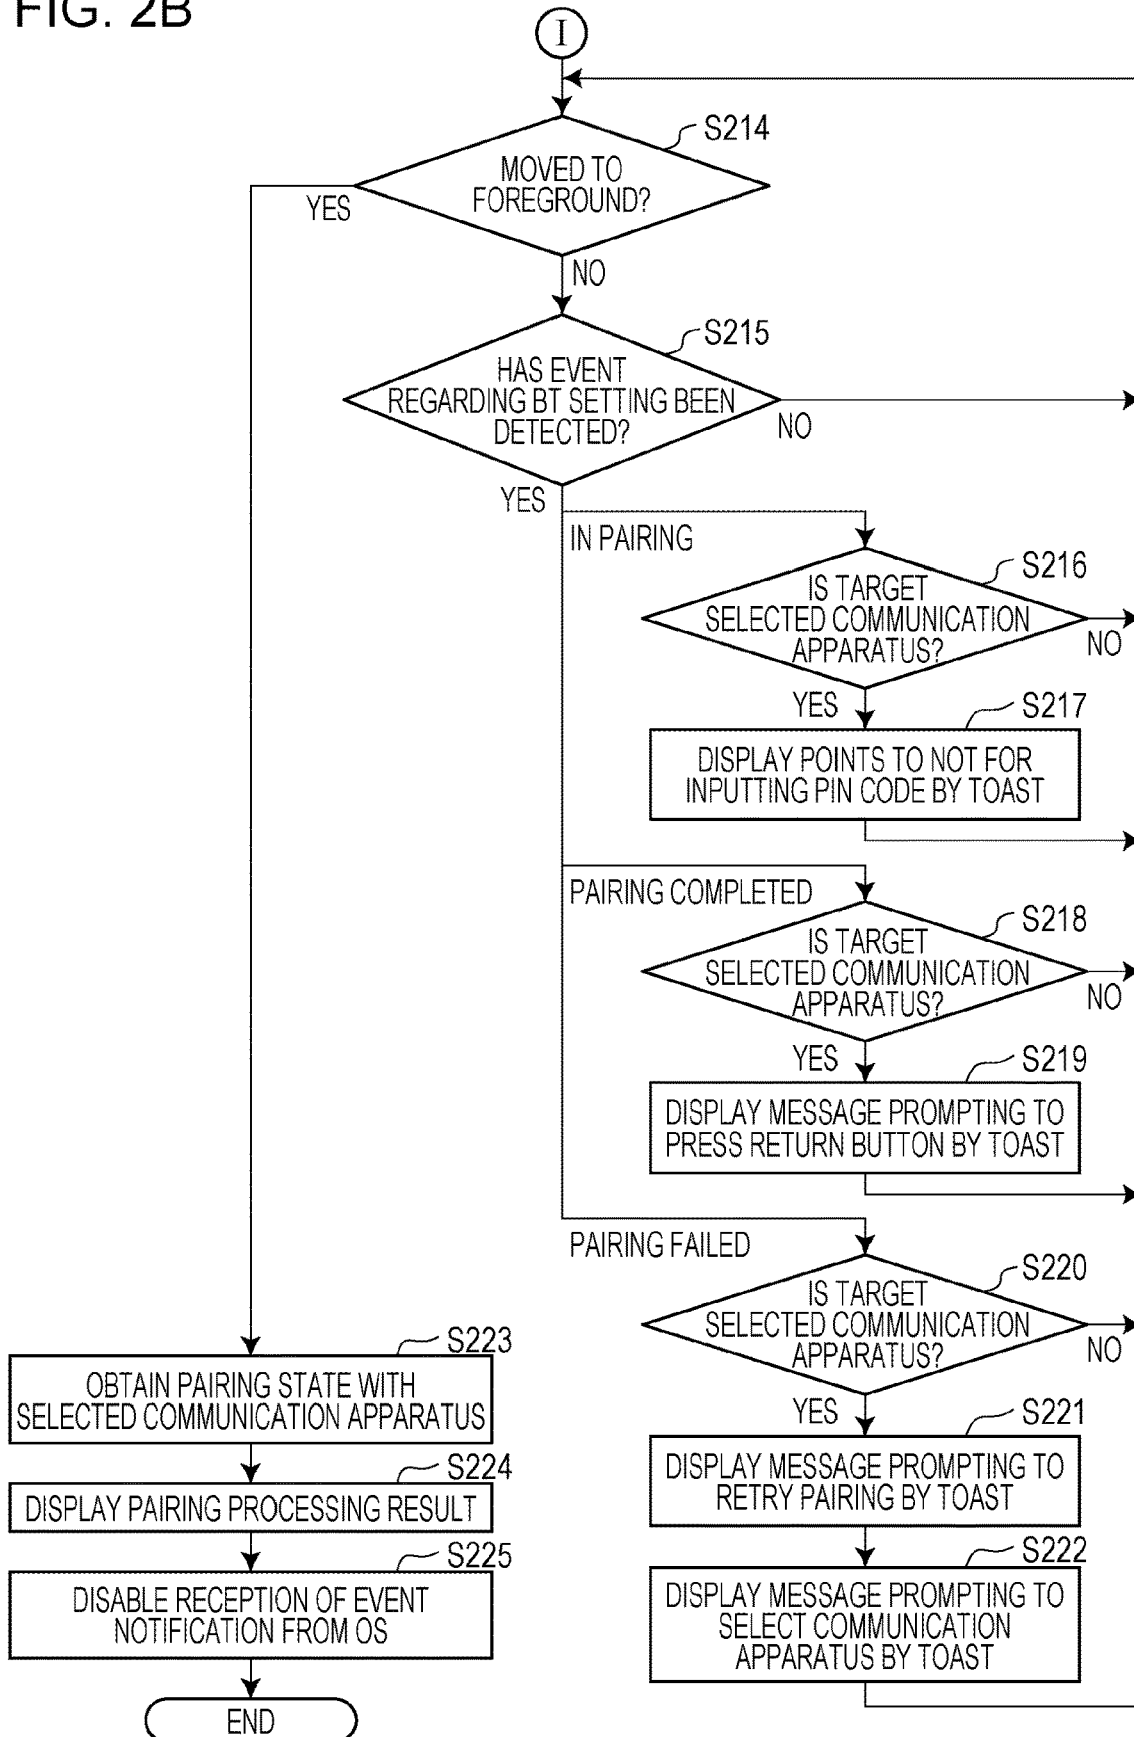 FIG. 2B
I
S214
MOVED TO
FOREGROUND?
YES
NO
S215
HAS EVENT
REGARDING BT SETTING BEEN
DETECTED?
NO
YES
IN PAIRING
S216
IS TARGET
SELECTED COMMUNICATION
APPARATUS?
NO
YES
S217
DISPLAY POINTS TO NOT FOR
INPUTTING PIN CODE BY TOAST
PAIRING COMPLETED
S218
IS TARGET
SELECTED COMMUNICATION
APPARATUS?
NO
YES
S219
DISPLAY MESSAGE PROMPTING TO
PRESS RETURN BUTTON BY TOAST
PAIRING FAILED
S220
IS TARGET
SELECTED COMMUNICATION
APPARATUS?
NO
YES
S221
DISPLAY MESSAGE PROMPTING TO
RETRY PAIRING BY TOAST
S222
DISPLAY MESSAGE PROMPTING TO
SELECT COMMUNICATION
APPARATUS BY TOAST
S223
OBTAIN PAIRING STATE WITH
SELECTED COMMUNICATION APPARATUS
S224
DISPLAY PAIRING PROCESSING RESULT
S225
DISABLE RECEPTION OF EVENT
NOTIFICATION FROM OS
END